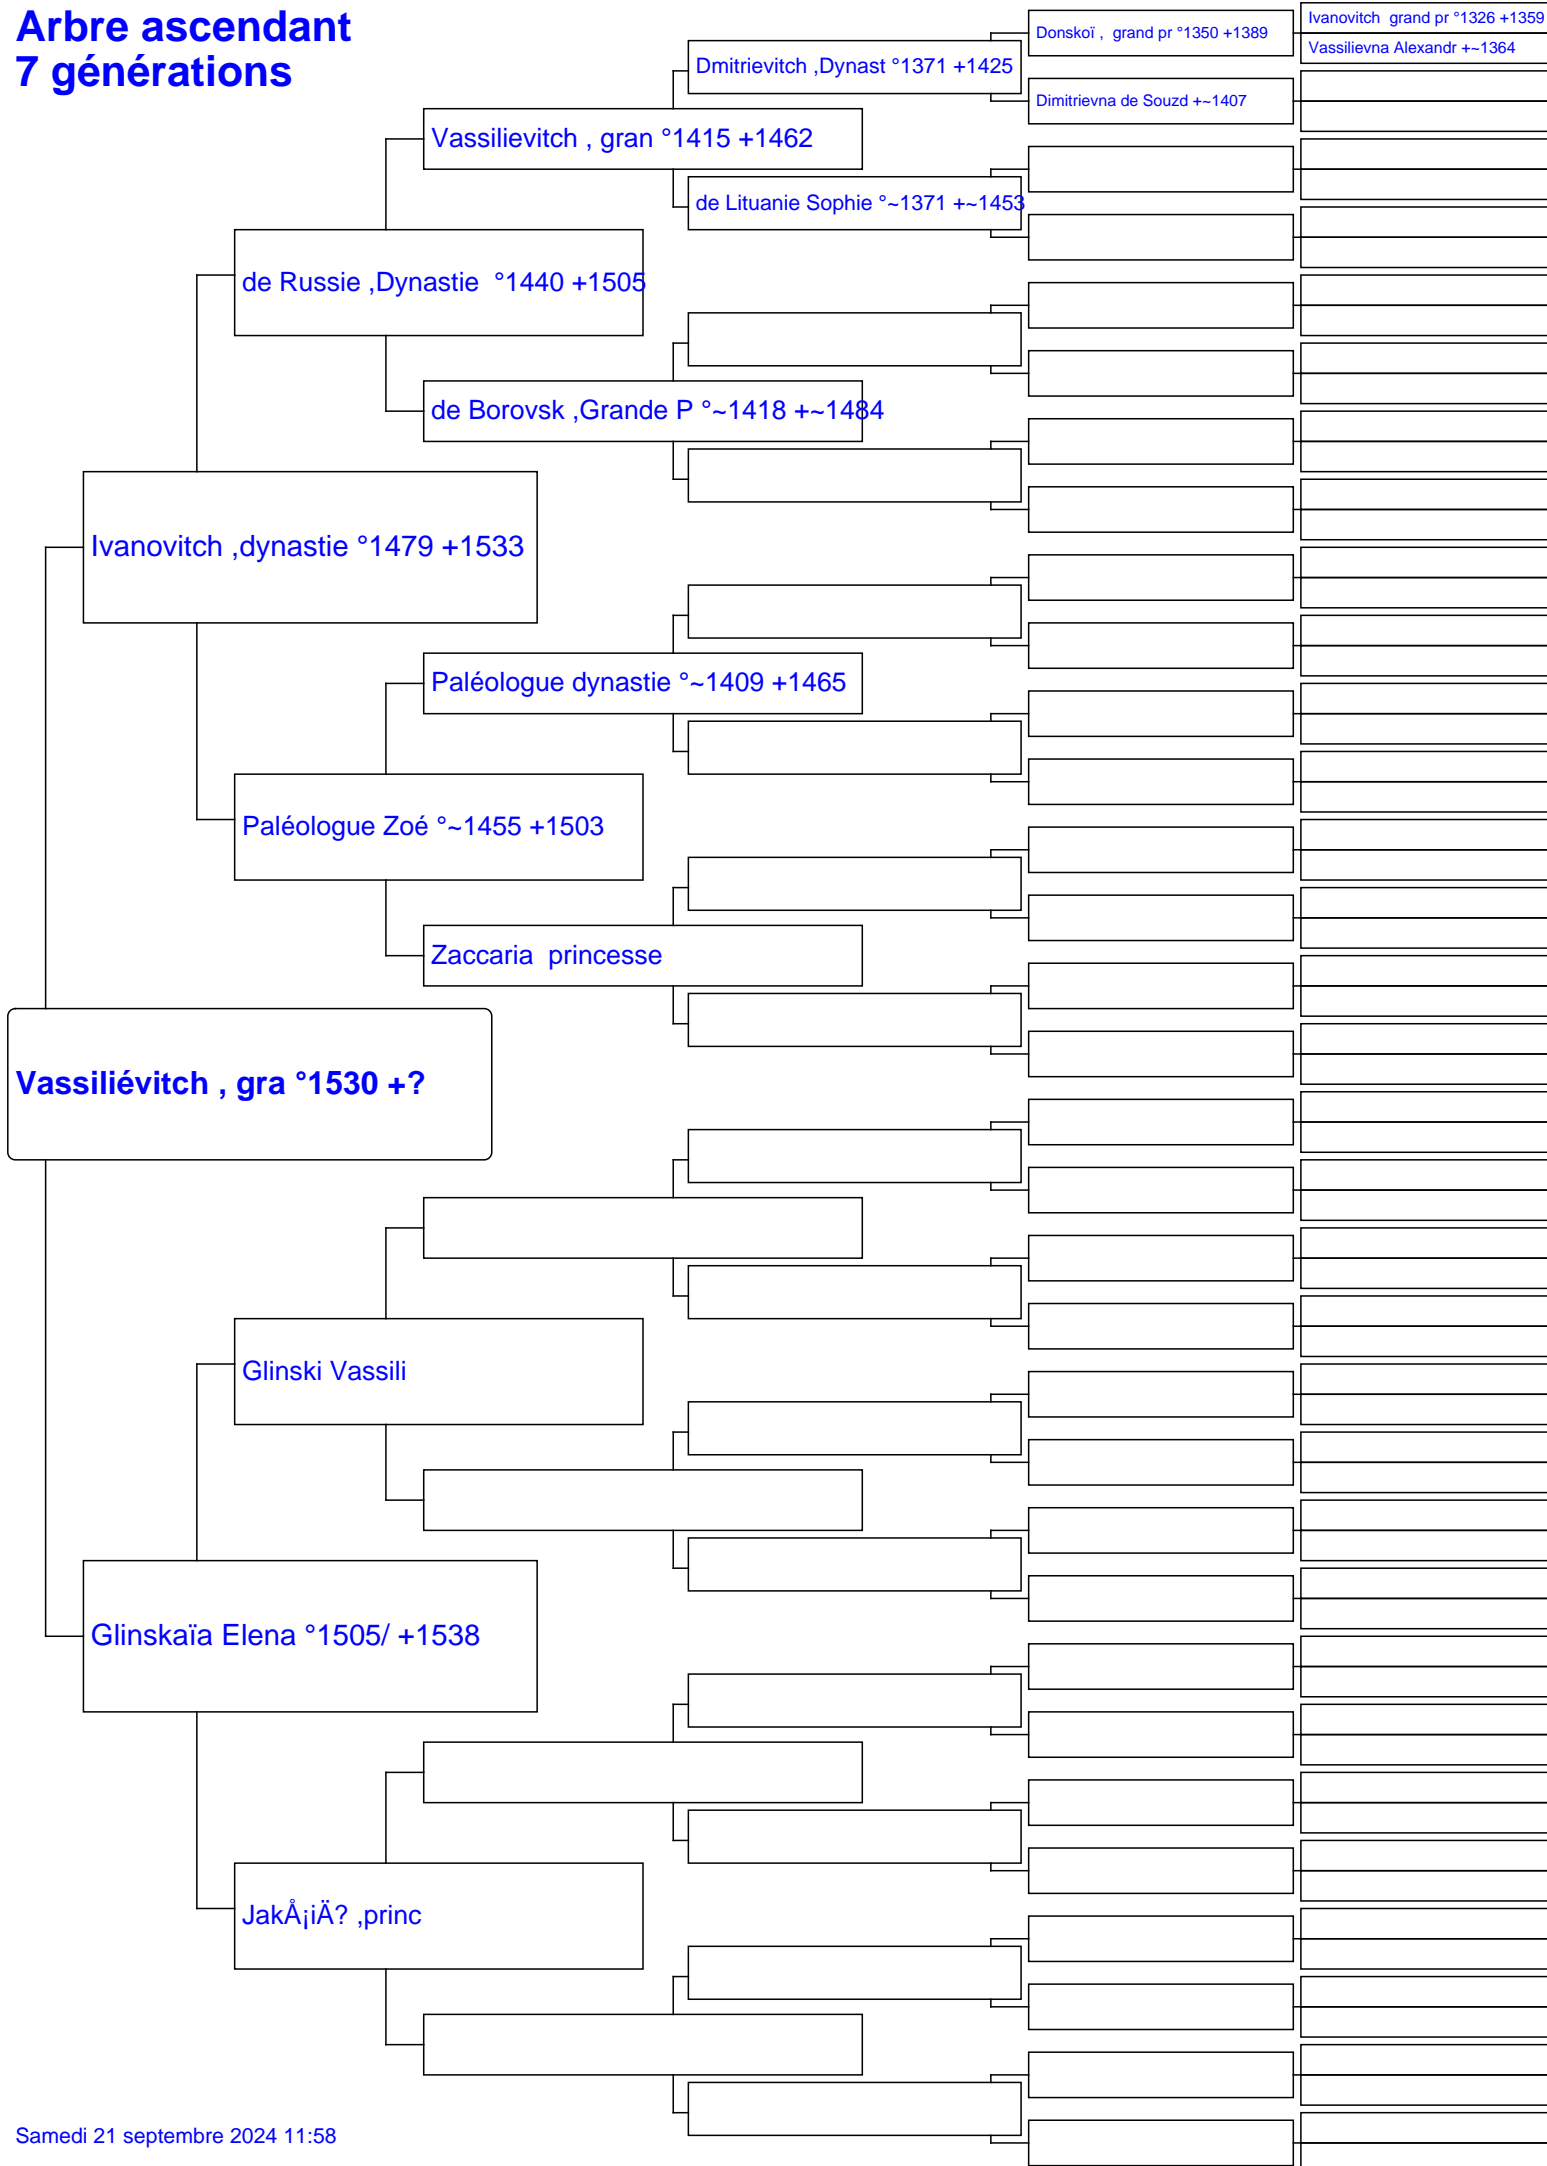 Arbre ascendant
7 générations
Ivanovitch  grand pr °1326 +1359
Donskoï ,  grand pr °1350 +1389
Vassilievna Alexandr +~1364
Dmitrievitch ,Dynast °1371 +1425
Dimitrievna de Souzd +~1407
Vassilievitch , gran °1415 +1462
de Lituanie Sophie °~1371 +~1453
de Russie ,Dynastie  °1440 +1505
de Borovsk ,Grande P °~1418 +~1484
Ivanovitch ,dynastie °1479 +1533
Paléologue dynastie °~1409 +1465
Paléologue Zoé °~1455 +1503
Zaccaria  princesse
Vassiliévitch , gra °1530 +?
Glinski Vassili
Glinskaïa Elena °1505/ +1538
JakÅ¡iÄ? ,princ
Samedi 21 septembre 2024 11:58